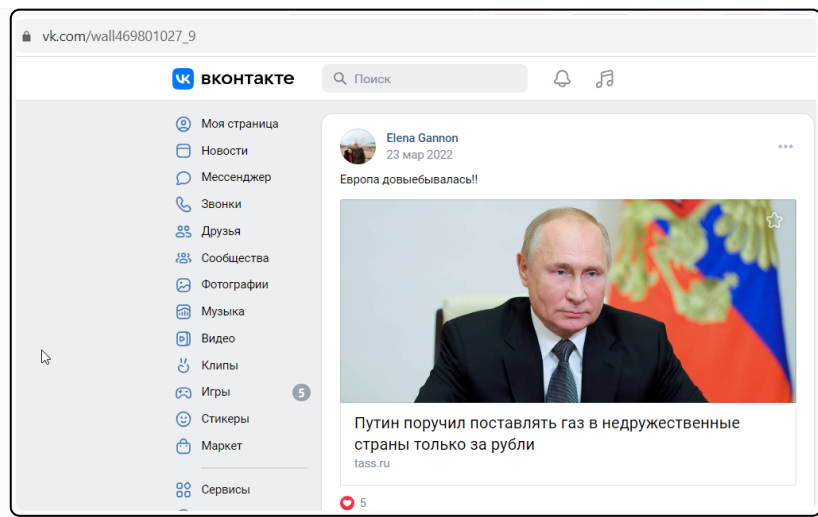 vk.com/wall469801027_9
вконтакте
Поиск
Моя страница
Новости
Мессенджер
Звонки
Друзья
Сообщества
Фотографии
Музыка
Видео
Клипы
Игры 5
Стикеры
Маркет
Сервисы
Elena Gannon
23 мар 2022
Европа довыебывалась!!
Путин поручил поставлять газ в недружественные
страны только за рубли
tass.ru
5